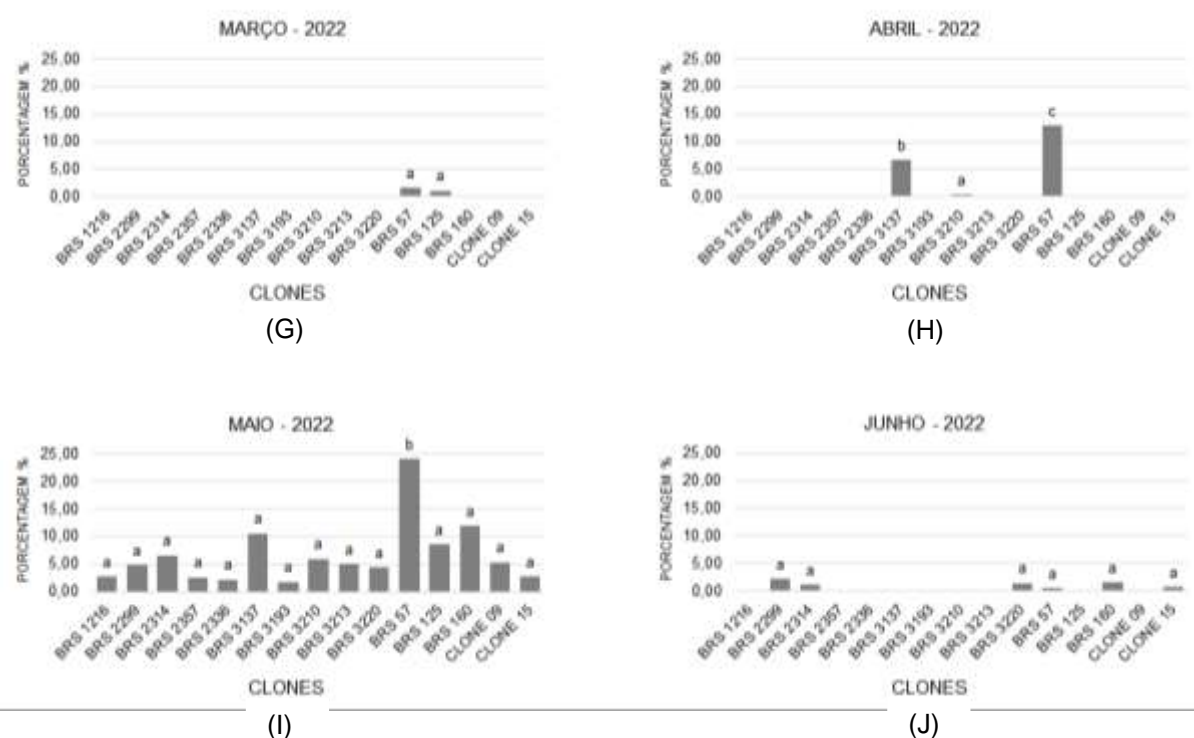 MARÇO - 2022
PORCENTAGEM %
25,00
20,00
15,00
10,00
5,00
0,00
a
a
BRS 1216
BRS 2299
BRS 2314
BRS 2357
BRS 2336
BRS 3137
BRS 3193
BRS 3210
BRS 3213
BRS 3220
BRS 57
BRS 125
BRS 160
CLONE 09
CLONE 15
CLONES
(G)
ABRIL - 2022
PORCENTAGEM %
25,00
20,00
15,00
10,00
5,00
0,00
b
a
c
BRS 1216
BRS 2299
BRS 2314
BRS 2357
BRS 2336
BRS 3137
BRS 3193
BRS 3210
BRS 3213
BRS 3220
BRS 57
BRS 125
BRS 160
CLONE 09
CLONE 15
CLONES
(H)
MAIO - 2022
PORCENTAGEM %
25,00
20,00
15,00
10,00
5,00
0,00
a
a
a
a
a
a
a
a
a
a
b
a
a
a
a
BRS 1216
BRS 2299
BRS 2314
BRS 2357
BRS 2336
BRS 3137
BRS 3193
BRS 3210
BRS 3213
BRS 3220
BRS 57
BRS 125
BRS 160
CLONE 09
CLONE 15
CLONES
(I)
JUNHO - 2022
PORCENTAGEM %
25,00
20,00
15,00
10,00
5,00
0,00
a
a
a
a
a
a
BRS 1216
BRS 2299
BRS 2314
BRS 2357
BRS 2336
BRS 3137
BRS 3193
BRS 3210
BRS 3213
BRS 3220
BRS 57
BRS 125
BRS 160
CLONE 09
CLONE 15
CLONES
(J)